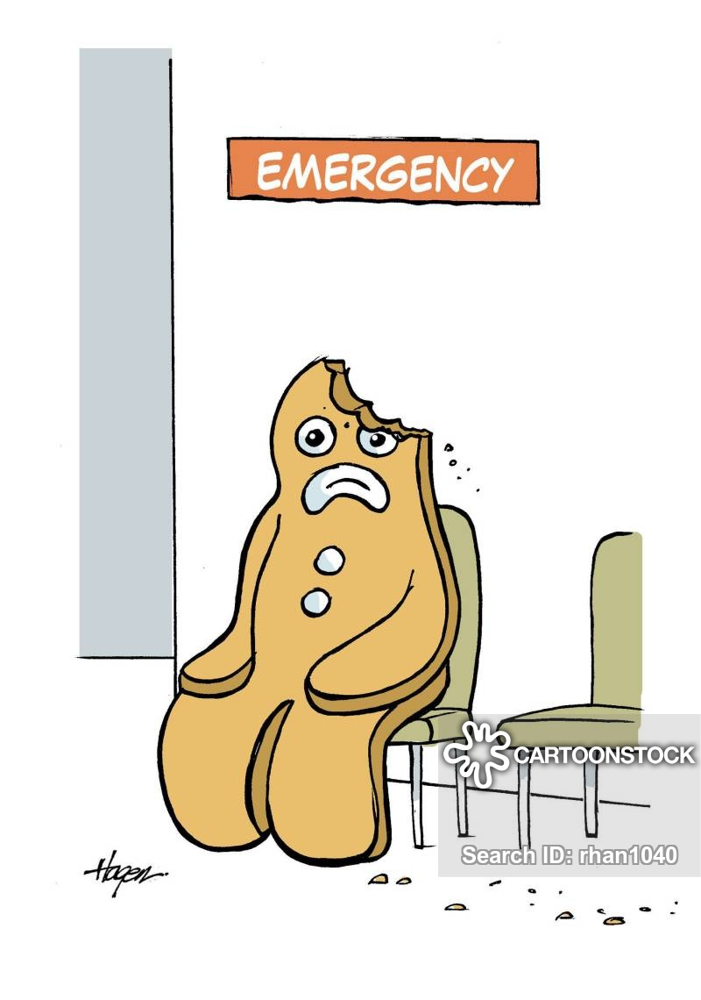 EMERGENCY
CARTOONSTOCK
Search ID: rhan1040
Hagen.